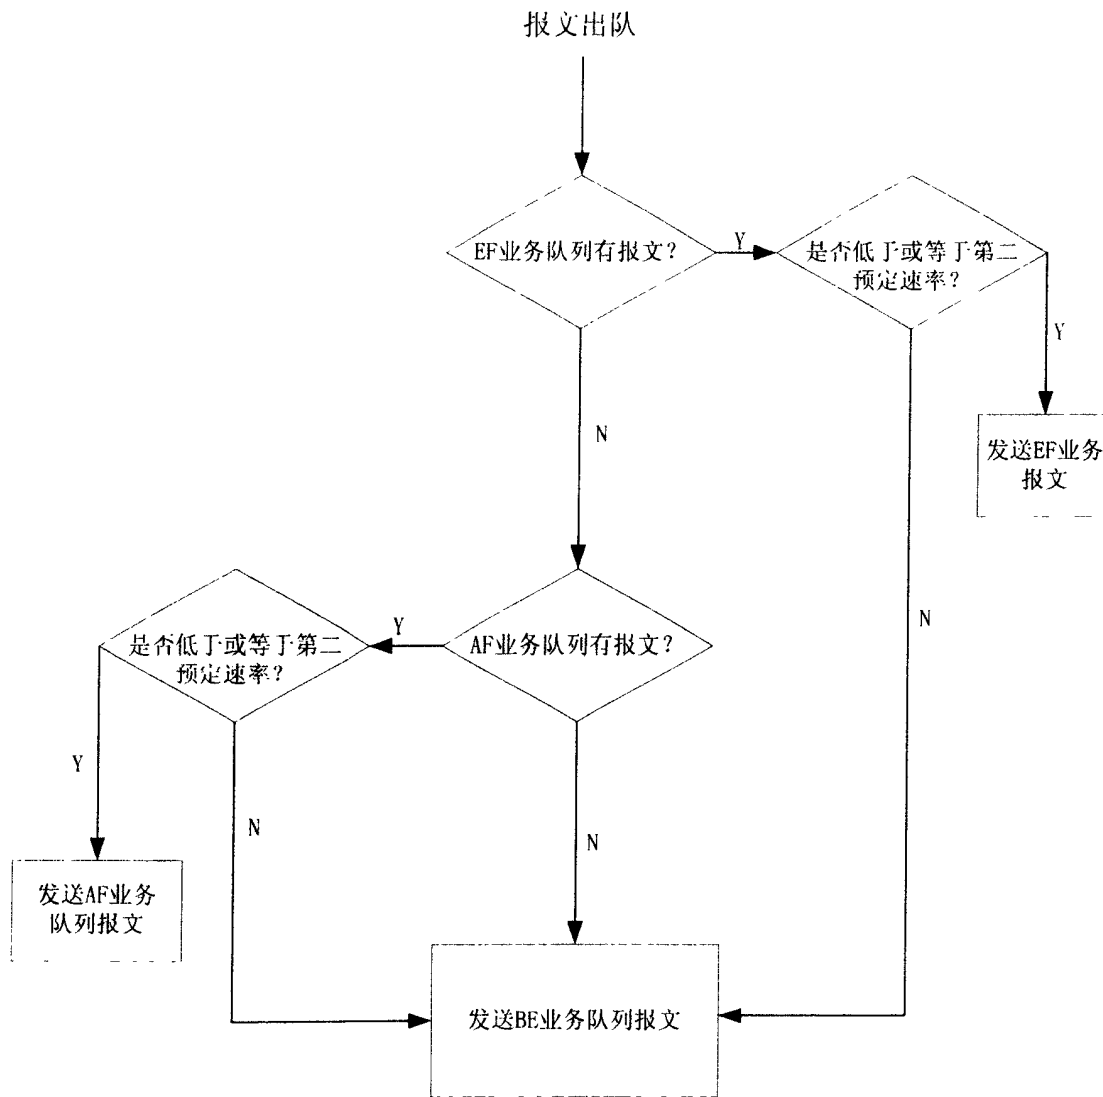 报文出队
EF业务队列有报文?
Y
是否低于或等于第二
预定速率?
Y
N
发送EF业务
报文
N
是否低于或等于第二
预定速率?
Y
AF业务队列有报文?
Y
N
N
发送AF业务
队列报文
发送BE业务队列报文